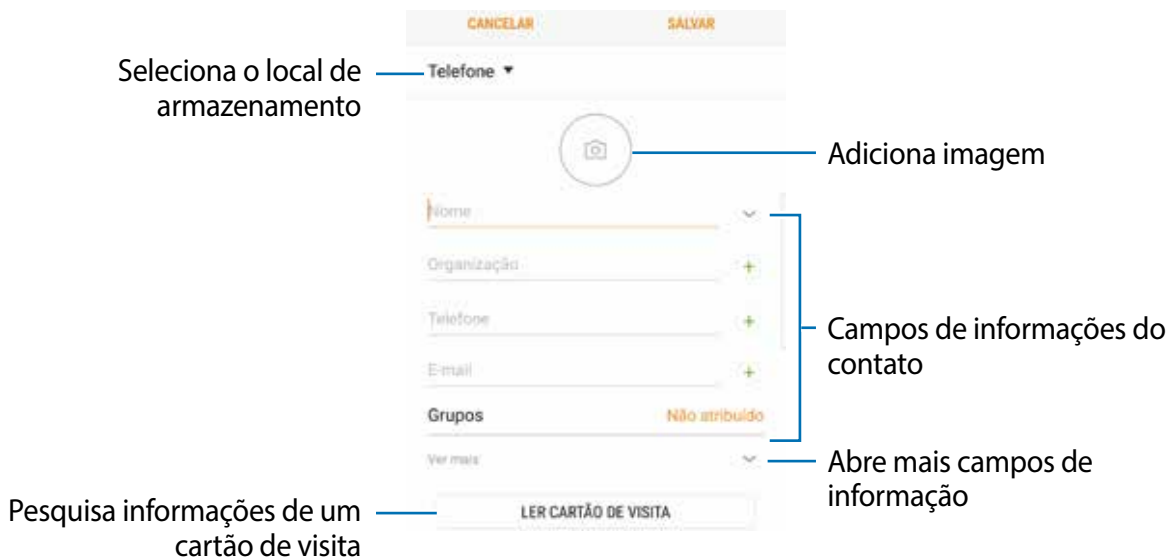 CANCELAR SALVAR
Seleciona o local de
armazenamento
Telefone
Adiciona imagem
Nome
Organização
Telefone
E-mail
Campos de informações do
contato
Grupos Não atribuído
Ver mais
Abre mais campos de
informação
Pesquisa informações de um
cartão de visita
LER CARTÃO DE VISITA